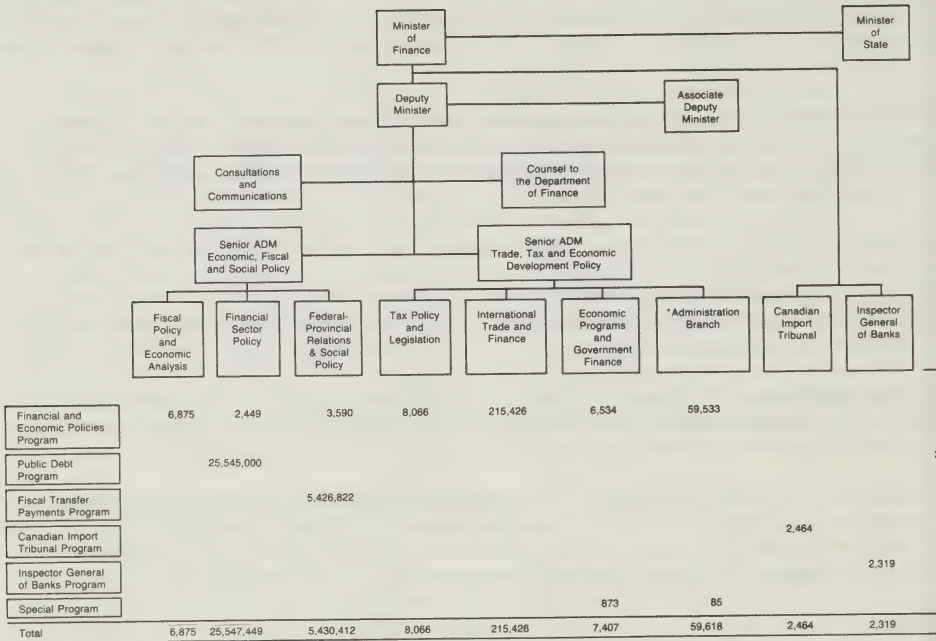 Minister
of
Finance
Minister
of
State
Deputy
Minister
Associate
Deputy
Minister
Consultations
and
Communications
Counsel to
the Department
of Finance
Senior ADM
Economic, Fiscal
and Social Policy
Senior ADM
Trade, Tax and Economic
Development Policy
Fiscal
Policy
and
Economic
Analysis
Financial
Sector
Policy
Federal-
Provincial
Relations
& Social
Policy
Tax Policy
and
Legislation
International
Trade and
Finance
Economic
Programs
and
Government
Finance
*Administration
Branch
Canadian
Import
Tribunal
Inspector
General
of Banks
Financial and
Economic Policies
Program
6,875 2,449 3,590 8,066 215,426 6,534 59,533
Public Debt
Program
25,545,000
Fiscal Transfer
Payments Program
5,426,822
Canadian Import
Tribunal Program
2,464
Inspector General
of Banks Program
2,319
Special Program 873 85
Total 6,875 25,547,449 5,430,412 8,066 215,426 7,407 59,618 2,464 2,319